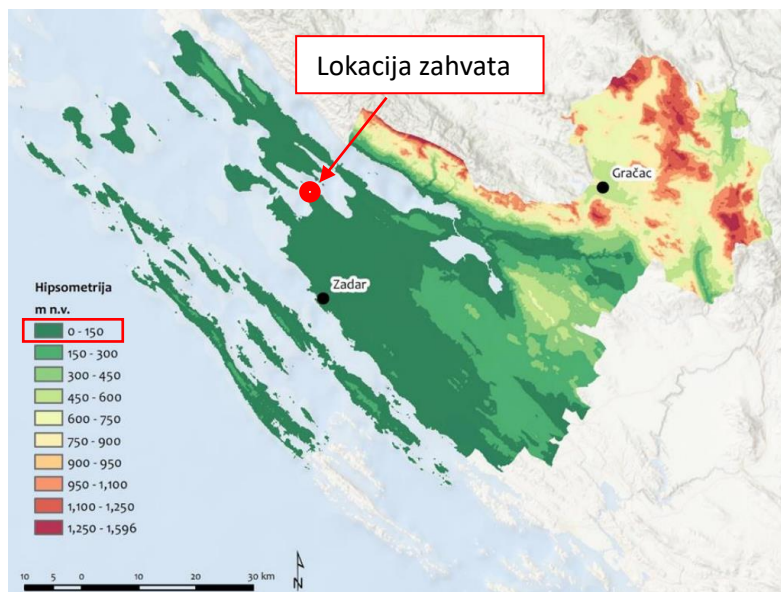 Lokacija zahvata
Gračac
Zadar
Hipsometrija
m n.v.
0 - 150
150 - 300
300 - 450
450 - 600
600 - 750
750 - 900
900 - 950
950 - 1,100
1,100 - 1,250
1,250 - 1,596
10 5 0 10 20 30 km
N